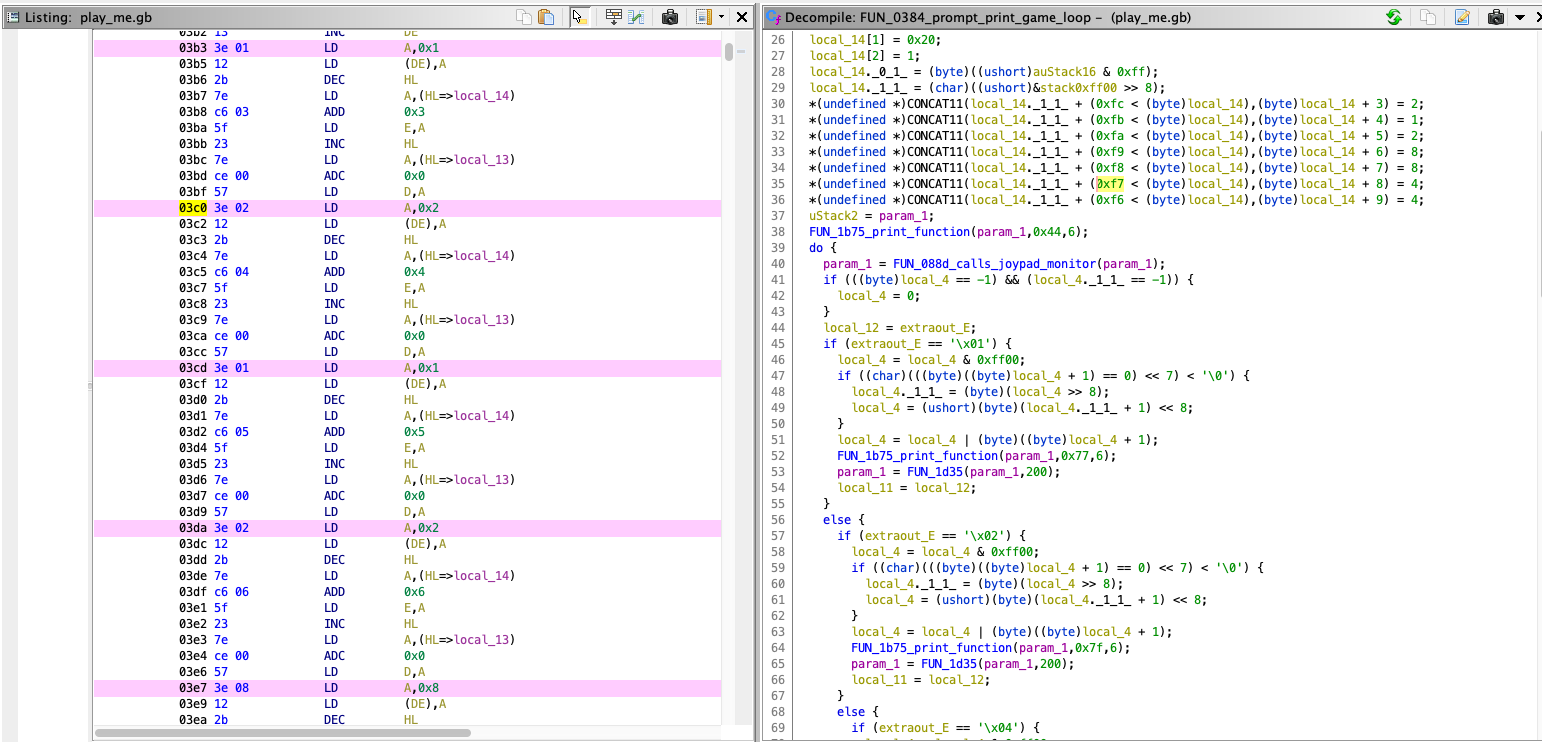 Listing: play_me.gb
03b2 13 INC DE
03b3 3e 01 LD A,0x1
03b5 12 LD (DE),A
03b6 2b DEC HL
03b7 7e LD A,(HL=>local_14)
03b8 c6 03 ADD 0x3
03ba 5f LD E,A
03bb 23 INC HL
03bc 7e LD A,(HL=>local_13)
03bd ce 00 ADC 0x0
03bf 57 LD D,A
03c0 3e 02 LD A,0x2
03c2 12 LD (DE),A
03c3 2b DEC HL
03c4 7e LD A,(HL=>local_14)
03c5 c6 04 ADD 0x4
03c7 5f LD E,A
03c8 23 INC HL
03c9 7e LD A,(HL=>local_13)
03ca ce 00 ADC 0x0
03cc 57 LD D,A
03cd 3e 01 LD A,0x1
03cf 12 LD (DE),A
03d0 2b DEC HL
03d1 7e LD A,(HL=>local_14)
03d2 c6 05 ADD 0x5
03d4 5f LD E,A
03d5 23 INC HL
03d6 7e LD A,(HL=>local_13)
03d7 ce 00 ADC 0x0
03d9 57 LD D,A
03da 3e 02 LD A,0x2
03dc 12 LD (DE),A
03dd 2b DEC HL
03de 7e LD A,(HL=>local_14)
03df c6 06 ADD 0x6
03e1 5f LD E,A
03e2 23 INC HL
03e3 7e LD A,(HL=>local_13)
03e4 ce 00 ADC 0x0
03e6 57 LD D,A
03e7 3e 08 LD A,0x8
03e9 12 LD (DE),A
03ea 2b DEC HL
Decompile: FUN_0384_prompt_print_game_loop - (play_me.gb)
26 local_14[1] = 0x20;
27 local_14[2] = 1;
28 local_14._0_1_ = (byte)((ushort)auStack16 & 0xff);
29 local_14._1_1_ = (char)((ushort)&stack0xff00 >> 8);
30 *(undefined *)CONCAT11(local_14._1_1_ + (0xfc < (byte)local_14),(byte)local_14 + 3) = 2;
31 *(undefined *)CONCAT11(local_14._1_1_ + (0xfb < (byte)local_14),(byte)local_14 + 4) = 1;
32 *(undefined *)CONCAT11(local_14._1_1_ + (0xfa < (byte)local_14),(byte)local_14 + 5) = 2;
33 *(undefined *)CONCAT11(local_14._1_1_ + (0xf9 < (byte)local_14),(byte)local_14 + 6) = 8;
34 *(undefined *)CONCAT11(local_14._1_1_ + (0xf8 < (byte)local_14),(byte)local_14 + 7) = 8;
35 *(undefined *)CONCAT11(local_14._1_1_ + (0xf7 < (byte)local_14),(byte)local_14 + 8) = 4;
36 *(undefined *)CONCAT11(local_14._1_1_ + (0xf6 < (byte)local_14),(byte)local_14 + 9) = 4;
37 uStack2 = param_1;
38 FUN_1b75_print_function(param_1,0x44,6);
39 do {
40 param_1 = FUN_088d_calls_joypad_monitor(param_1);
41 if (((byte)local_4 == -1) && (local_4._1_1_ == -1)) {
42 local_4 = 0;
43 }
44 local_12 = extraout_E;
45 if (extraout_E == '\x01') {
46 local_4 = local_4 & 0xff00;
47 if ((char)(((byte)((byte)local_4 + 1) == 0) << 7) < '\0') {
48 local_4._1_1_ = (byte)(local_4 >> 8);
49 local_4 = (ushort)(byte)(local_4._1_1_ + 1) << 8;
50 }
51 local_4 = local_4 | (byte)((byte)local_4 + 1);
52 FUN_1b75_print_function(param_1,0x77,6);
53 param_1 = FUN_1d35(param_1,200);
54 local_11 = local_12;
55 }
56 else {
57 if (extraout_E == '\x02') {
58 local_4 = local_4 & 0xff00;
59 if ((char)(((byte)((byte)local_4 + 1) == 0) << 7) < '\0') {
60 local_4._1_1_ = (byte)(local_4 >> 8);
61 local_4 = (ushort)(byte)(local_4._1_1_ + 1) << 8;
62 }
63 local_4 = local_4 | (byte)((byte)local_4 + 1);
64 FUN_1b75_print_function(param_1,0x7f,6);
65 param_1 = FUN_1d35(param_1,200);
66 local_11 = local_12;
67 }
68 else {
69 if (extraout_E == '\x04') {